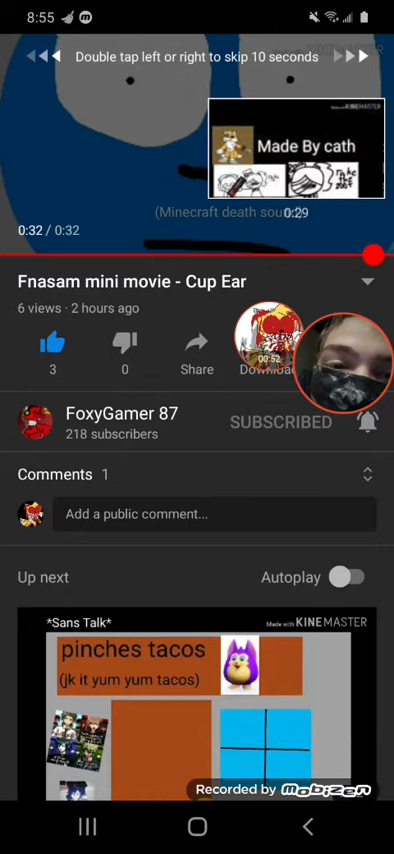 8:55
Double tap left or right to skip 10 seconds
KINEMASTER
Made By cath
(Minecraft death sound)
0:29
0:32 / 0:32
Fnasam mini movie - Cup Ear
6 views · 2 hours ago
3
0
Share
Download
00:52
FoxyGamer 87
218 subscribers
SUBSCRIBED
Comments 1
Add a public comment...
Up next
Autoplay
*Sans Talk*
Made with KINEMASTER
pinches tacos
(jk it yum yum tacos)
Recorded by Mobizen